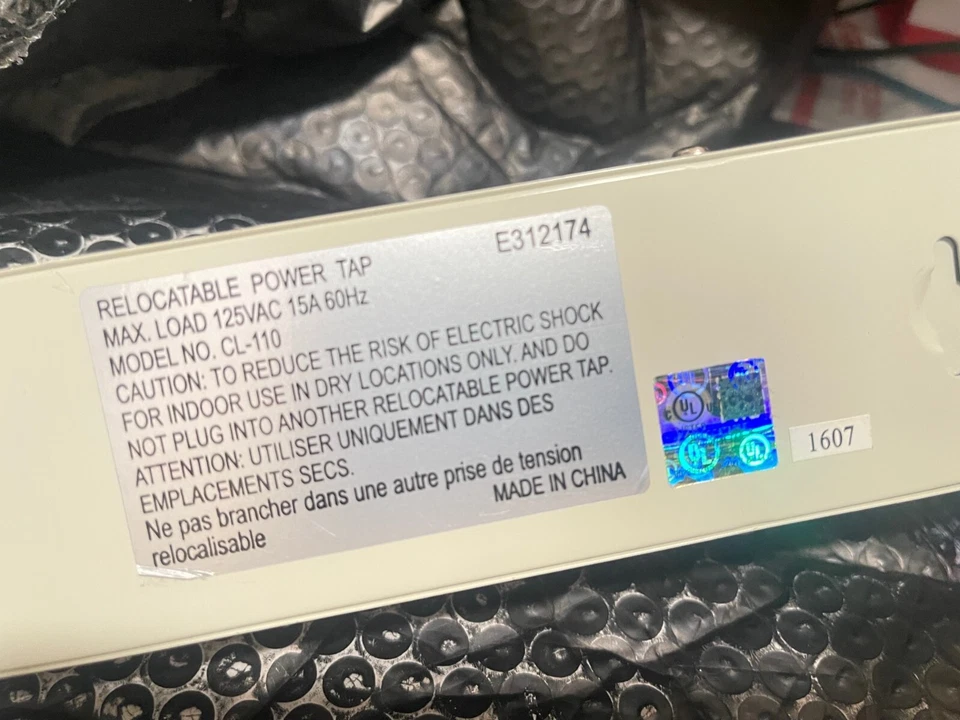 E312174
RELOCATABLE POWER TAP
MAX. LOAD 125VAC 15A 60Hz
MODEL NO. CL-110
CAUTION: TO REDUCE THE RISK OF ELECTRIC SHOCK
FOR INDOOR USE IN DRY LOCATIONS ONLY. AND DO
NOT PLUG INTO ANOTHER RELOCATABLE POWER TAP.
ATTENTION: UTILISER UNIQUEMENT DANS DES
EMPLACEMENTS SECS.
Ne pas brancher dans une autre prise de tension
relocalisable
MADE IN CHINA
c UL
UL UL
1607